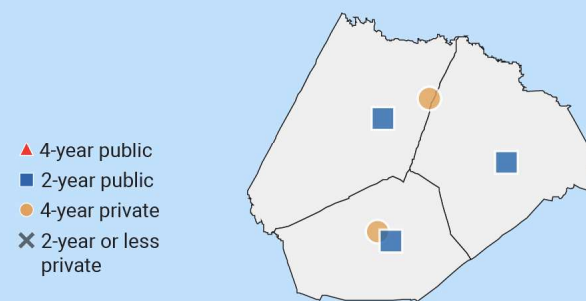 4-year public
2-year public
4-year private
2-year or less
private